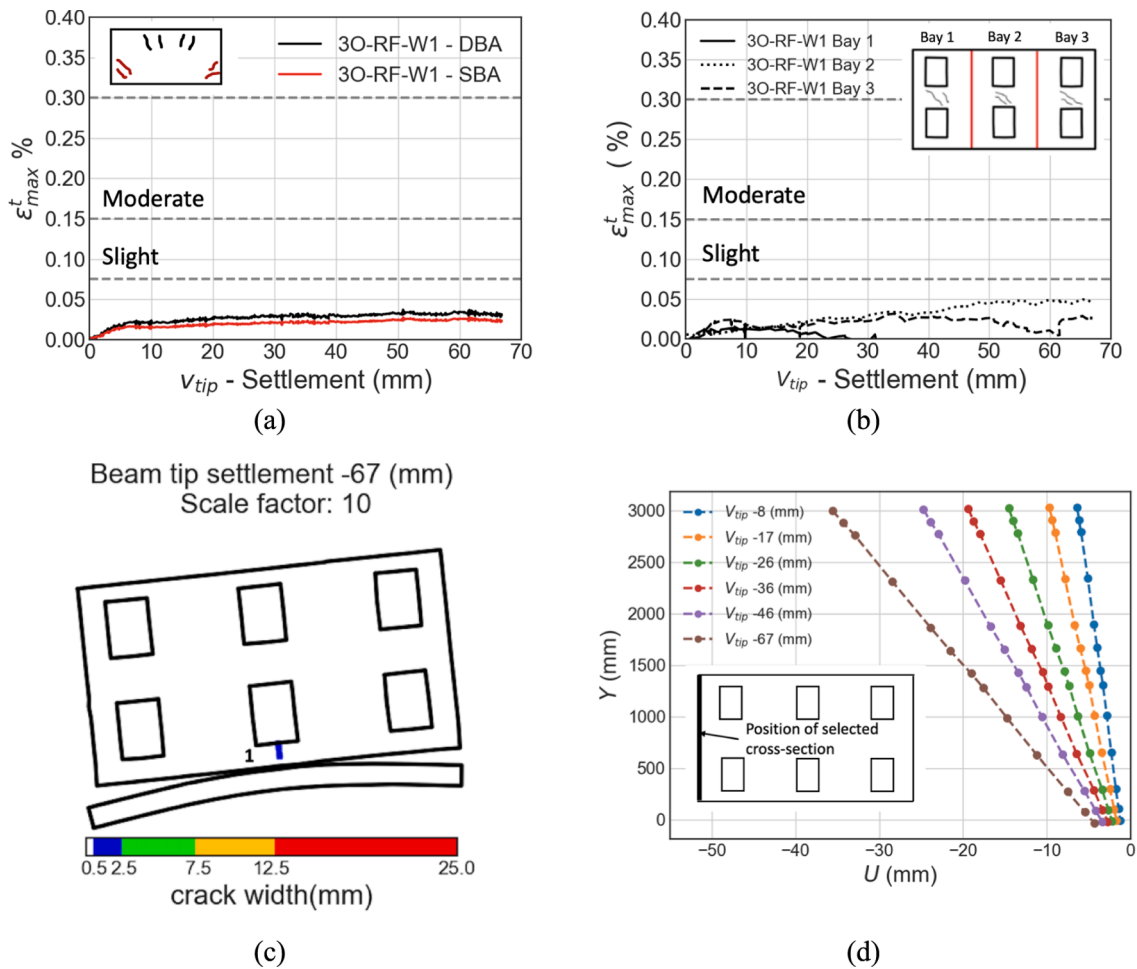 0.40
0.35
0.30
0.25
0.20
0.15
0.10
0.05
0.00
ε^t_max %
3O-RF-W1 - DBA
3O-RF-W1 - SBA
Moderate
Slight
0 10 20 30 40 50 60 70
v_tip - Settlement (mm)
(a)
0.40
0.35
0.30
0.25
0.20
0.15
0.10
0.05
0.00
ε^t_max ( %)
3O-RF-W1 Bay 1
3O-RF-W1 Bay 2
3O-RF-W1 Bay 3
Bay 1 Bay 2 Bay 3
Moderate
Slight
0 10 20 30 40 50 60 70
v_tip - Settlement (mm)
(b)
Beam tip settlement -67 (mm)
Scale factor: 10
1
0.5 2.5 7.5 12.5 25.0
crack width(mm)
(c)
3000
2500
2000
1500
1000
500
0
Y (mm)
V_tip -8 (mm)
V_tip -17 (mm)
V_tip -26 (mm)
V_tip -36 (mm)
V_tip -46 (mm)
V_tip -67 (mm)
Position of selected
cross-section
−50 −40 −30 −20 −10 0
U (mm)
(d)